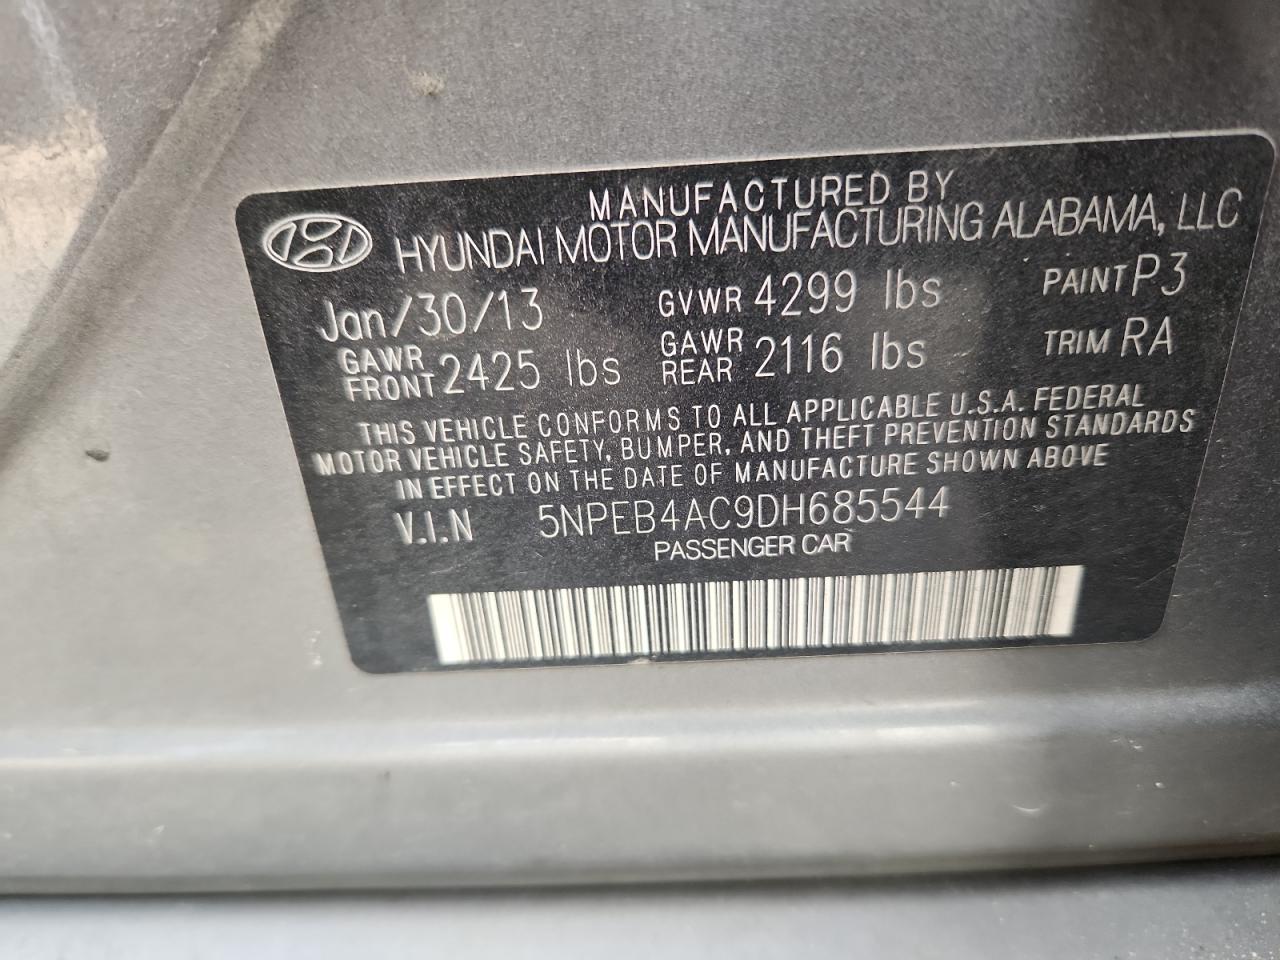 MANUFACTURED BY
HYUNDAI MOTOR MANUFACTURING ALABAMA, LLC
Jan/30/13 GVWR 4299 lbs PAINT P3
GAWR FRONT 2425 lbs GAWR REAR 2116 lbs TRIM RA
THIS VEHICLE CONFORMS TO ALL APPLICABLE U.S.A. FEDERAL
MOTOR VEHICLE SAFETY, BUMPER, AND THEFT PREVENTION STANDARDS
IN EFFECT ON THE DATE OF MANUFACTURE SHOWN ABOVE
V.I.N 5NPEB4AC9DH685544
PASSENGER CAR